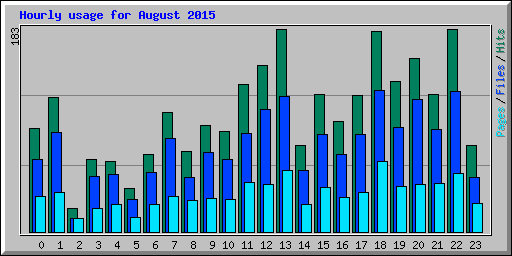 Hourly usage for August 2015
183
Pages/Files/Hits
0 1 2 3 4 5 6 7 8 9 10 11 12 13 14 15 16 17 18 19 20 21 22 23